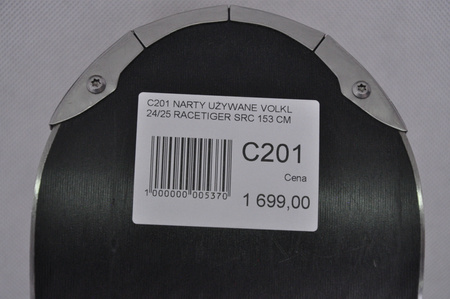 C201 NARTY UŻYWANE VOLKL
24/25 RACETIGER SRC 153 CM
C201
Cena
1 000000 005370
1 699,00